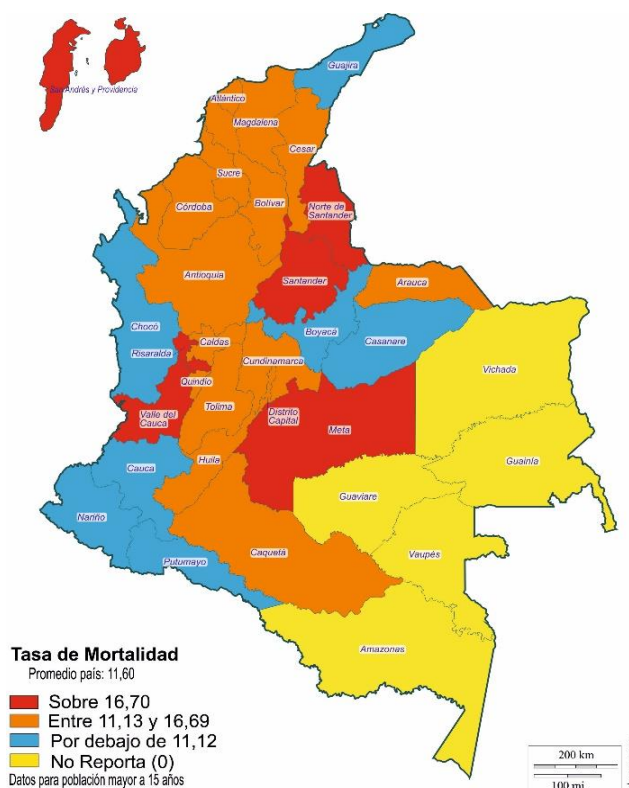 San Andrés y Providencia
Guajira
Atlántico
Magdalena
Cesar
Sucre
Córdoba
Bolívar
Norte de
Santander
Antioquia
Santander
Arauca
Chocó
Boyacá
Risaralda
Caldas
Casanare
Cundinamarca
Vichada
Quindío
Tolima
Valle del
Cauca
Distrito
Capital
Meta
Huila
Cauca
Guainía
Guaviare
Nariño
Caquetá
Vaupés
Putumayo
Amazonas
Tasa de Mortalidad
Promedio país: 11,60
Sobre 16,70
Entre 11,13 y 16,69
Por debajo de 11,12
No Reporta (0)
Datos para población mayor a 15 años
200 km
100 mi